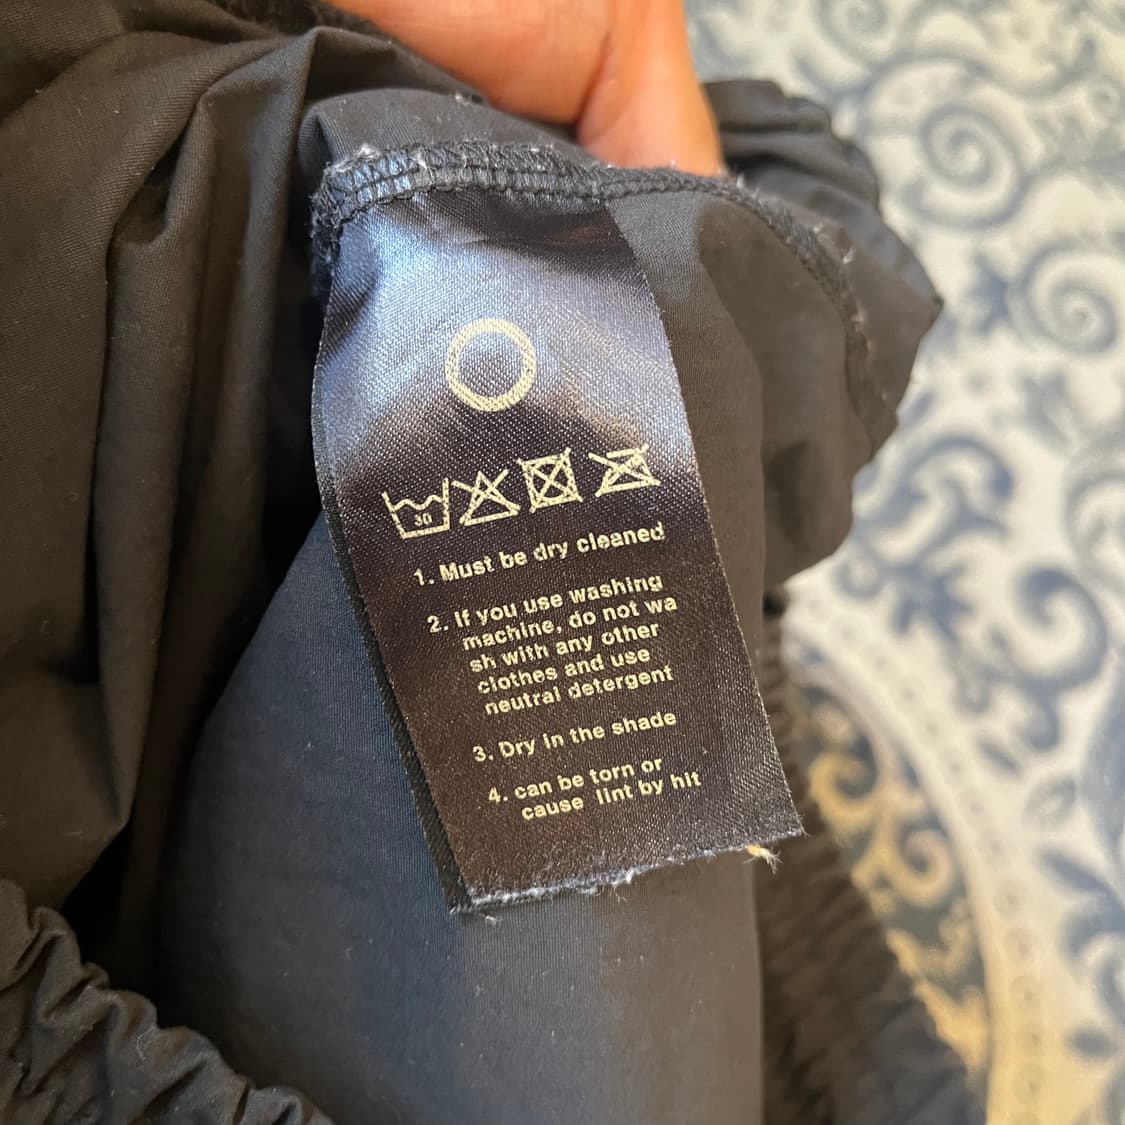 30
1. Must be dry cleaned
2. If you use washing
machine, do not wa
sh with any other
clothes and use
neutral detergent
3. Dry in the shade
4. can be torn or
cause lint by hit